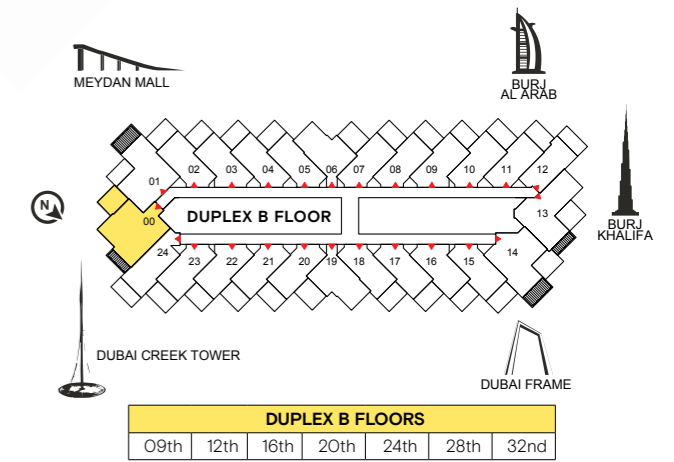 MEYDAN MALL
BURJ
AL ARAB
01 02 03 04 05 06 07 08 09 10 11 12
N
00
DUPLEX B FLOOR
13
BURJ
KHALIFA
24 23 22 21 20 19 18 17 16 15 14
DUBAI CREEK TOWER
DUBAI FRAME
DUPLEX B FLOORS
09th 12th 16th 20th 24th 28th 32nd